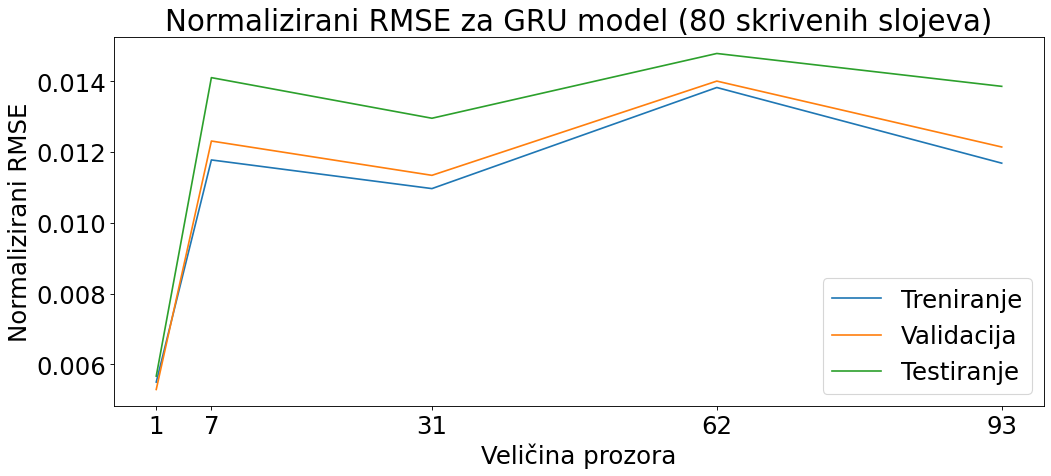 Normalizirani RMSE za GRU model (80 skrivenih slojeva)
Normalizirani RMSE
0.014
0.012
0.010
0.008
0.006
Treniranje
Validacija
Testiranje
1 7 31 62 93
Veličina prozora